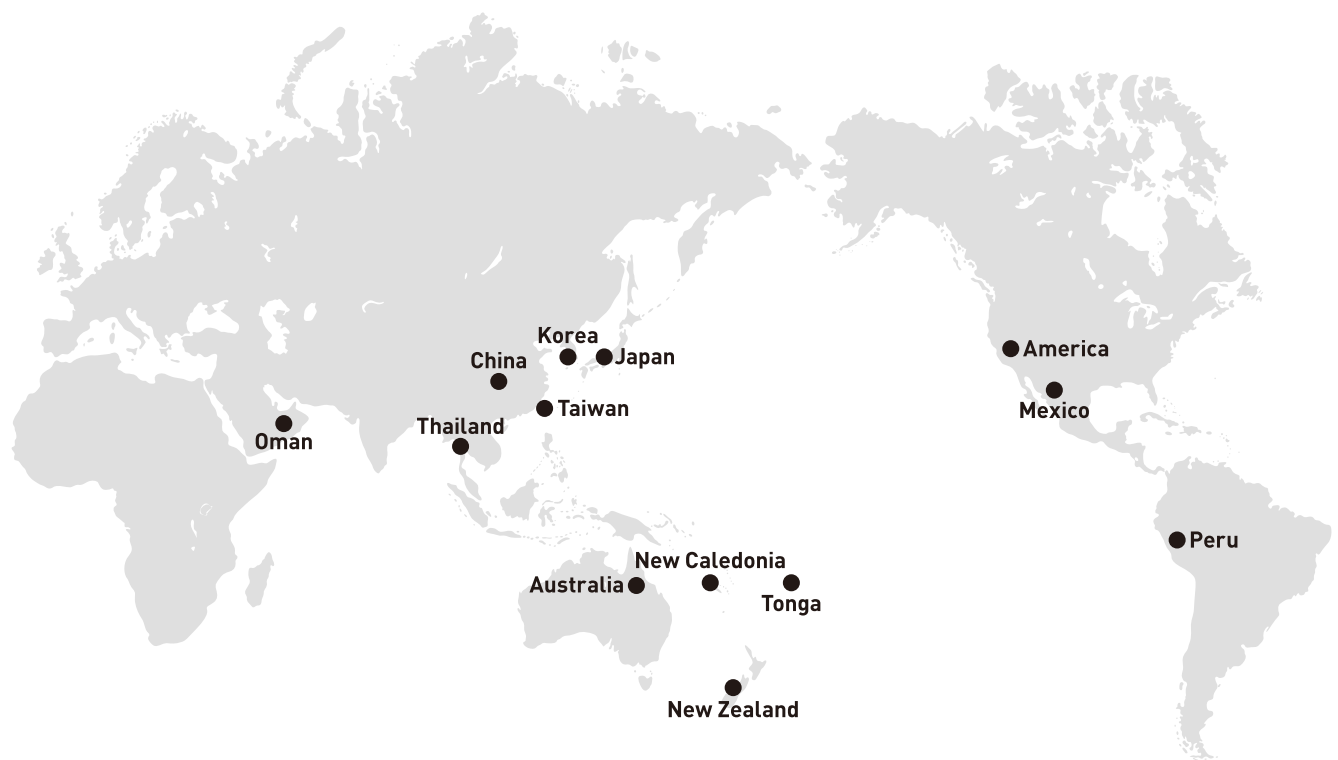 Korea
America
Japan
China
Taiwan
Mexico
Thailand
Oman
Peru
New Caledonia
Australia
Tonga
New Zealand